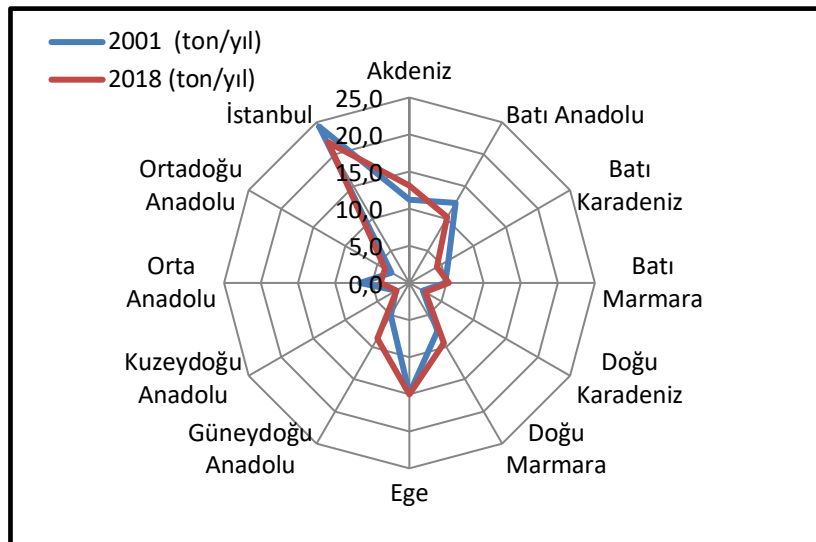 2001  (ton/yıl)
2018 (ton/yıl)
Akdeniz
Batı Anadolu
Batı
Karadeniz
Batı
Marmara
Doğu
Karadeniz
Doğu
Marmara
Ege
Güneydoğu
Anadolu
Kuzeydoğu
Anadolu
Orta
Anadolu
Ortadoğu
Anadolu
İstanbul
25,0
20,0
15,0
10,0
5,0
0,0